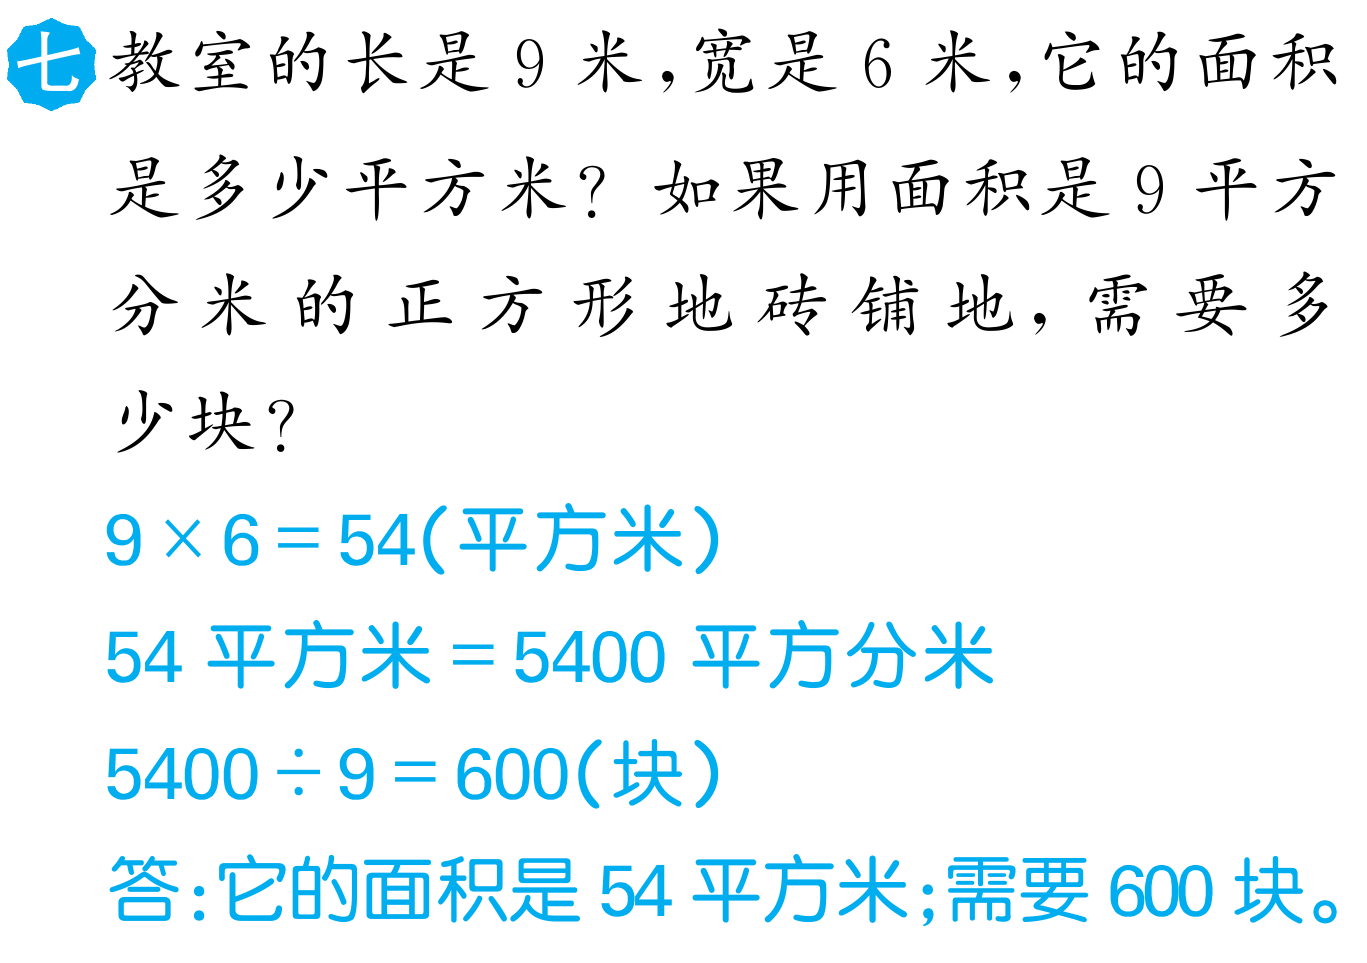 七 教室的长是9米,宽是6米,它的面积
是多少平方米?如果用面积是9平方
分米的正方形地砖铺地,需要多
少块?
9×6=54(平方米)
54平方米=5400平方分米
5400÷9=600(块)
答:它的面积是54平方米;需要600块。